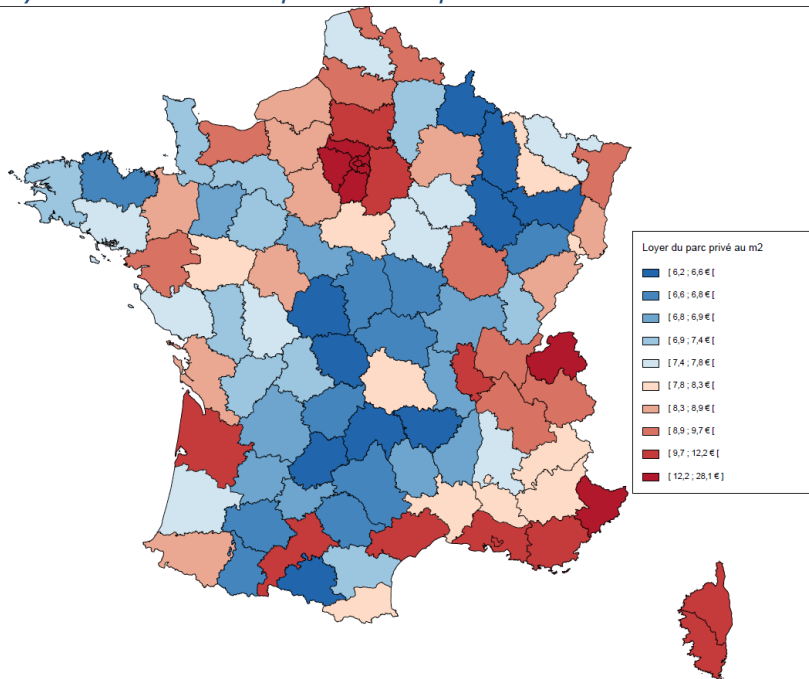 Loyer du parc privé au m2
[ 6,2 ; 6,6 € [
[ 6,6 ; 6,8 € [
[ 6,8 ; 6,9 € [
[ 6,9 ; 7,4 € [
[ 7,4 ; 7,8 € [
[ 7,8 ; 8,3 € [
[ 8,3 ; 8,9 € [
[ 8,9 ; 9,7 € [
[ 9,7 ; 12,2 € [
[ 12,2 ; 28,1 € ]